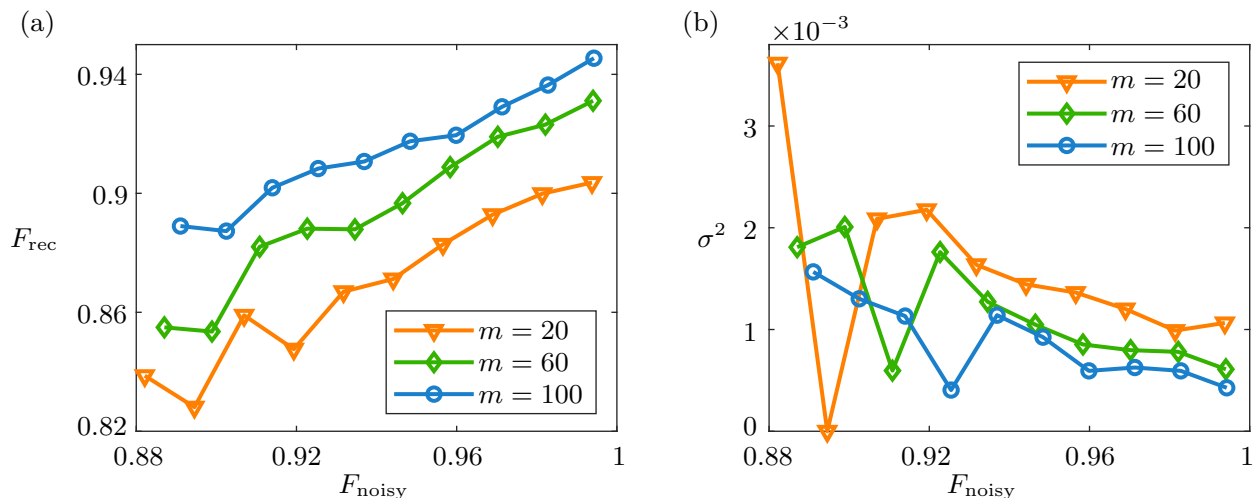 (a)
F_rec
0.94
0.9
0.86
0.82
0.88
0.92
0.96
1
F_noisy
m = 20
m = 60
m = 100
(b)
×10⁻³
σ²
3
2
1
0
0.88
0.92
0.96
1
F_noisy
m = 20
m = 60
m = 100